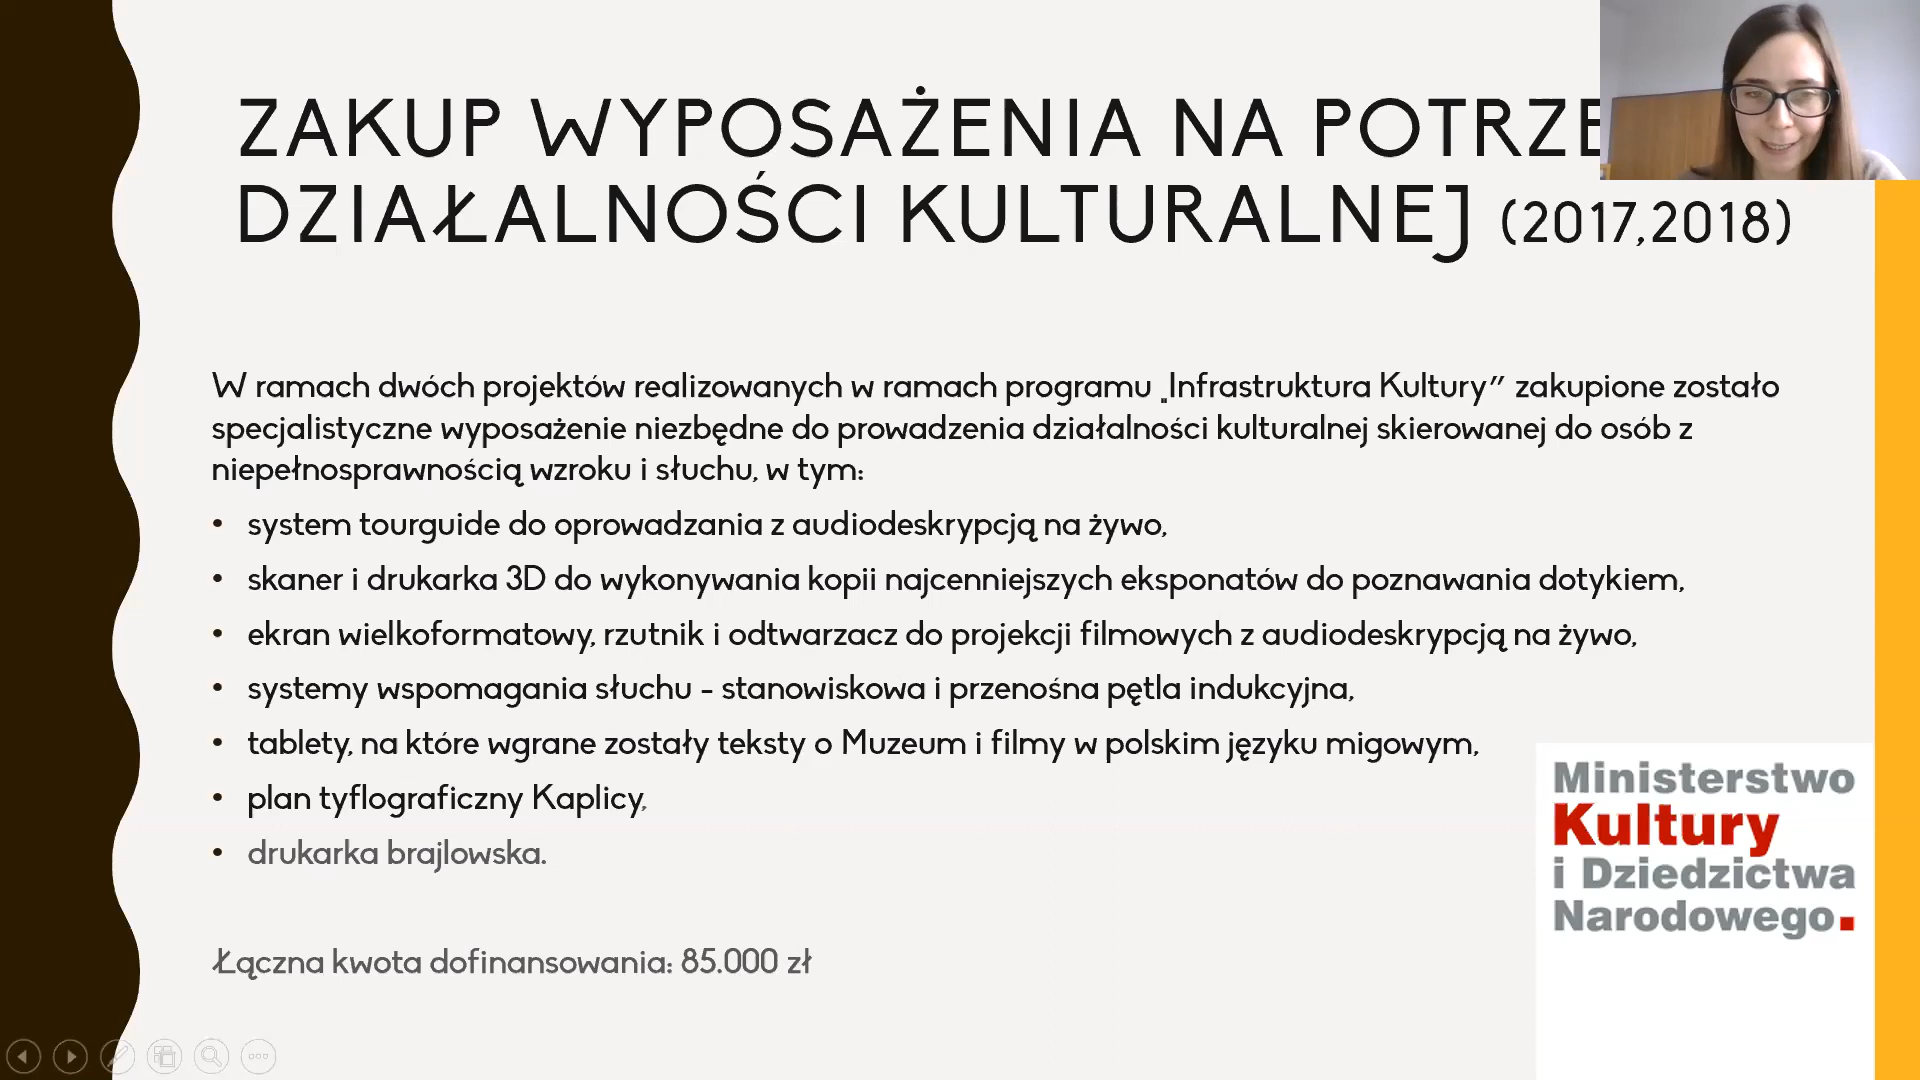 ZAKUP WYPOSAŻENIA NA
DZIAŁALNOŚCI KULTURALNEJ (2017,2018)
W ramach dwóch projektów realizowanych w ramach programu „Infrastruktura Kultury” zakupione zostało
specjalistyczne wyposażenie niezbędne do prowadzenia działalności kulturalnej skierowanej do osób z
niepełnosprawnością wzroku i słuchu, w tym:
• system tourguide do oprowadzania z audiodeskrypcją na żywo,
• skaner i drukarka 3D do wykonywania kopii najcenniejszych eksponatów do poznawania dotykiem,
• ekran wielkoformatowy, rzutnik i odtwarzacz do projekcji filmowych z audiodeskrypcją na żywo,
• systemy wspomagania słuchu - stanowiskowa i przenośna pętla indukcyjna,
• tablety, na które wgrane zostały teksty o Muzeum i filmy w polskim języku migowym,
• plan tyflograficzny Kaplicy,
• drukarka brajlowska.
Łączna kwota dofinansowania: 85.000 zł
Ministerstwo
Kultury
i Dziedzictwa
Narodowego.